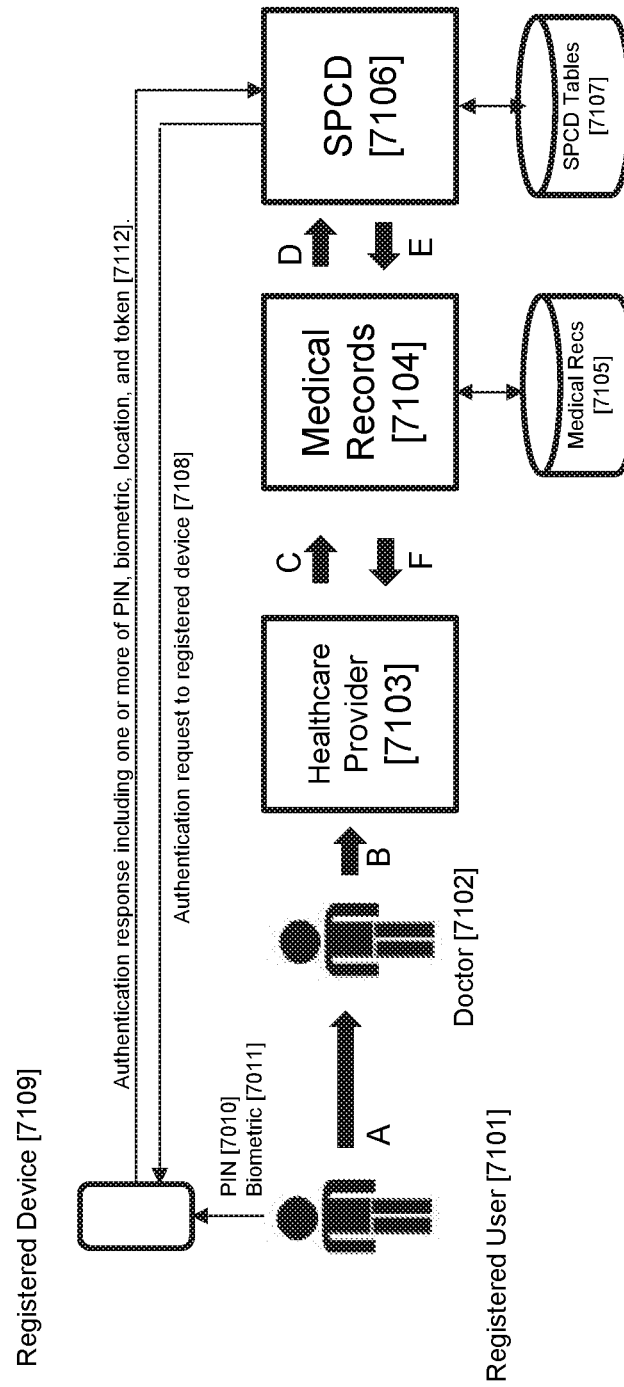 Registered Device [7109]
Authentication response including one or more of PIN, biometric, location, and token [7112].
Authentication request to registered device [7108]
PIN [7010]
Biometric [7011]
A
Registered User [7101]
Doctor [7102]
B
Healthcare
Provider
[7103]
C
F
Medical
Records
[7104]
Medical Recs
[7105]
D
E
SPCD
[7106]
SPCD Tables
[7107]